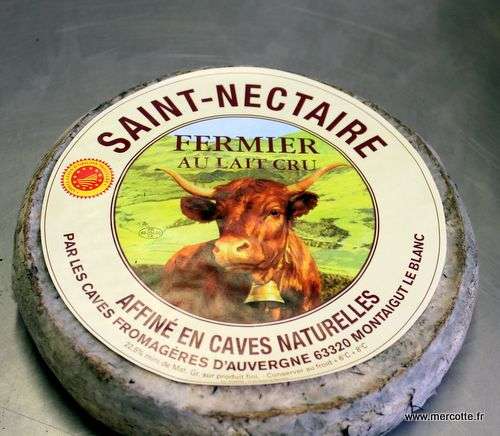 SAINT-NECTAIRE
FERMIER
AU LAIT CRU
AFFINÉ EN CAVES NATURELLES
PAR LES CAVES FROMAGÈRES D'AUVERGNE 63320 MONTAIGUT LE BLANC
www.mercotte.fr